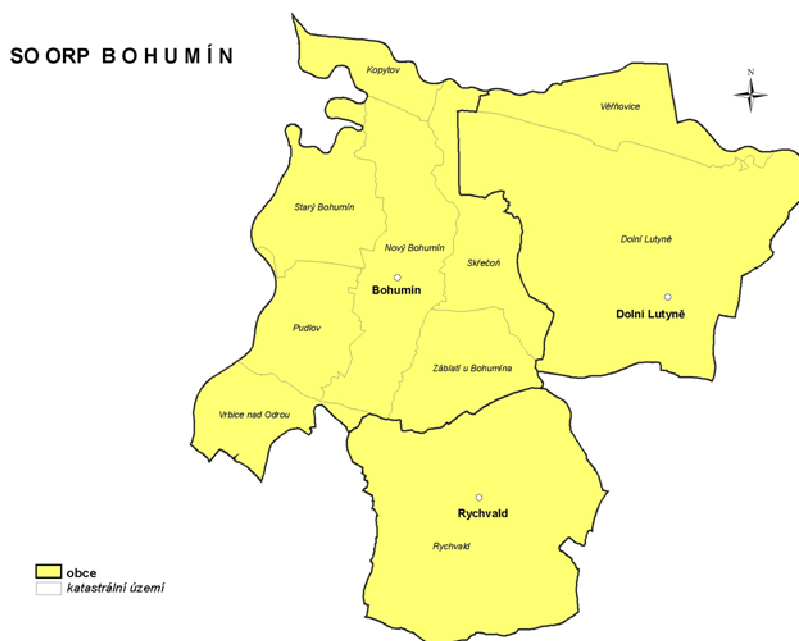 SO ORP BOHUMÍN
Kopytov
N
Věřňovice
Starý Bohumín
Nový Bohumín
Skřečoň
Dolní Lutyně
Bohumín
Dolní Lutyně
Pudlov
Záblatí u Bohumína
Vrbice nad Odrou
Rychvald
Rychvald
obce
katastrální území